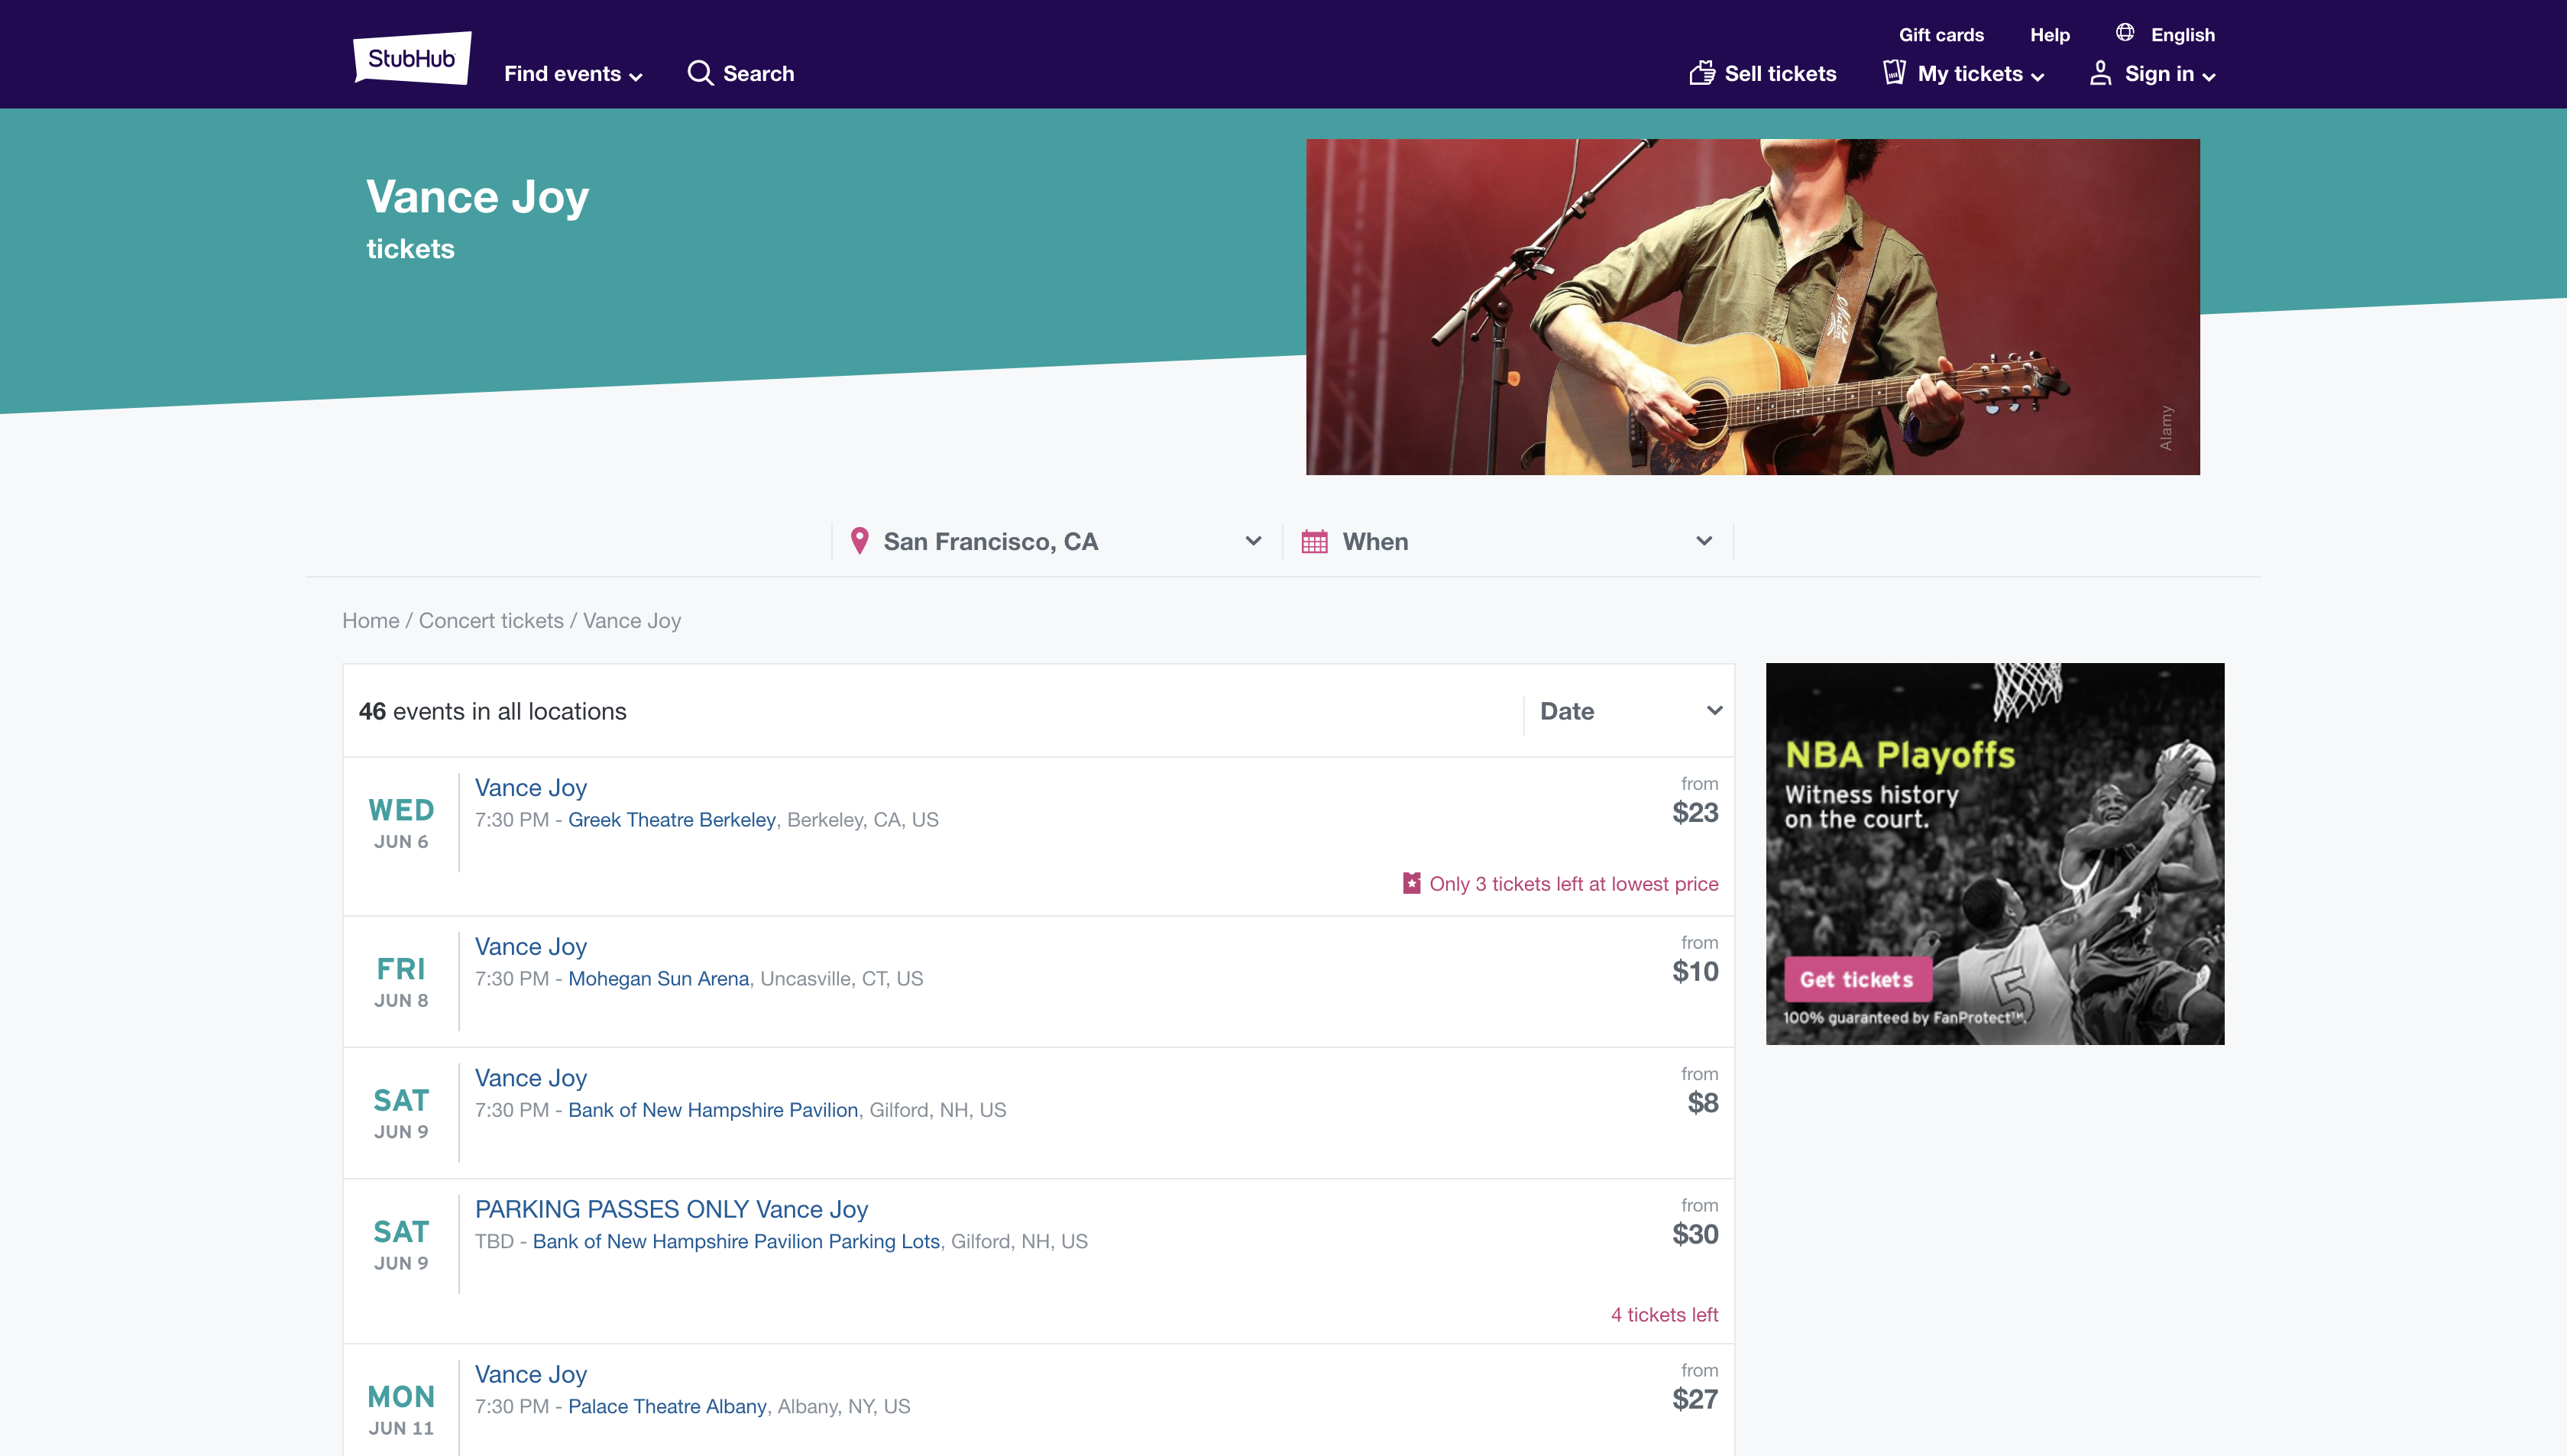 StubHub
Find events
Search
Gift cards
Help
English
Sell tickets
My tickets
Sign in
Vance Joy
tickets
Alamy
San Francisco, CA
When
Home / Concert tickets / Vance Joy
46 events in all locations
Date
WED
JUN 6
Vance Joy
7:30 PM - Greek Theatre Berkeley, Berkeley, CA, US
from
$23
Only 3 tickets left at lowest price
FRI
JUN 8
Vance Joy
7:30 PM - Mohegan Sun Arena, Uncasville, CT, US
from
$10
SAT
JUN 9
Vance Joy
7:30 PM - Bank of New Hampshire Pavilion, Gilford, NH, US
from
$8
SAT
JUN 9
PARKING PASSES ONLY Vance Joy
TBD - Bank of New Hampshire Pavilion Parking Lots, Gilford, NH, US
from
$30
4 tickets left
MON
JUN 11
Vance Joy
7:30 PM - Palace Theatre Albany, Albany, NY, US
from
$27
NBA Playoffs
Witness history
on the court.
5
Get tickets
100% guaranteed by FanProtect™.